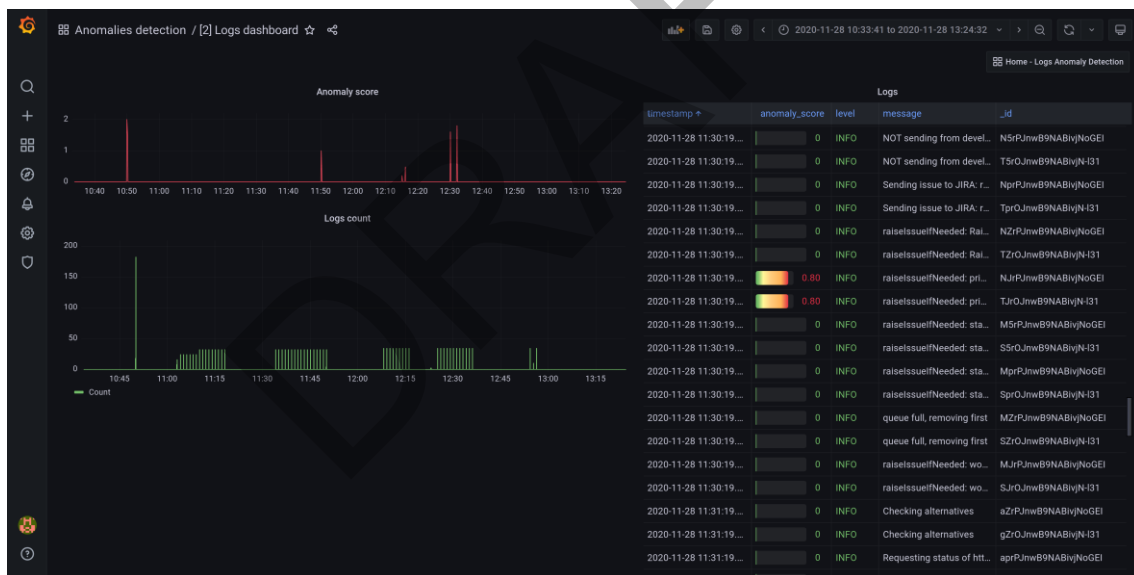 Anomalies detection / [2] Logs dashboard
2020-11-28 10:33:41 to 2020-11-28 13:24:32
Home - Logs Anomaly Detection
Anomaly score
2
1
0
10:40 10:50 11:00 11:10 11:20 11:30 11:40 11:50 12:00 12:10 12:20 12:30 12:40 12:50 13:00 13:10 13:20
Logs count
200
150
100
50
0
10:45 11:00 11:15 11:30 11:45 12:00 12:15 12:30 12:45 13:00 13:15
Count
Logs
timestamp anomaly_score level message _id
2020-11-28 11:30:19.... 0 INFO NOT sending from devel... N5rPJnwB9NABivjNoGEI
2020-11-28 11:30:19.... 0 INFO NOT sending from devel... T5rOJnwB9NABivjN-l31
2020-11-28 11:30:19.... 0 INFO Sending issue to JIRA: r... NprPJnwB9NABivjNoGEI
2020-11-28 11:30:19.... 0 INFO Sending issue to JIRA: r... TprOJnwB9NABivjN-l31
2020-11-28 11:30:19.... 0 INFO raiseIssueIfNeeded: Rai... NZrPJnwB9NABivjNoGEI
2020-11-28 11:30:19.... 0 INFO raiseIssueIfNeeded: Rai... TZrOJnwB9NABivjN-l31
2020-11-28 11:30:19.... 0.80 INFO raiseIssueIfNeeded: pri... NJrPJnwB9NABivjNoGEI
2020-11-28 11:30:19.... 0.80 INFO raiseIssueIfNeeded: pri... TJrOJnwB9NABivjN-l31
2020-11-28 11:30:19.... 0 INFO raiseIssueIfNeeded: sta... M5rPJnwB9NABivjNoGEI
2020-11-28 11:30:19.... 0 INFO raiseIssueIfNeeded: sta... S5rOJnwB9NABivjN-l31
2020-11-28 11:30:19.... 0 INFO raiseIssueIfNeeded: sta... MprPJnwB9NABivjNoGEI
2020-11-28 11:30:19.... 0 INFO raiseIssueIfNeeded: sta... SprOJnwB9NABivjN-l31
2020-11-28 11:30:19.... 0 INFO queue full, removing first MZrPJnwB9NABivjNoGEI
2020-11-28 11:30:19.... 0 INFO queue full, removing first SZrOJnwB9NABivjN-l31
2020-11-28 11:30:19.... 0 INFO raiseIssueIfNeeded: wo... MJrPJnwB9NABivjNoGEI
2020-11-28 11:30:19.... 0 INFO raiseIssueIfNeeded: wo... SJrOJnwB9NABivjN-l31
2020-11-28 11:31:19.... 0 INFO Checking alternatives aZrPJnwB9NABivjNoGEI
2020-11-28 11:31:19.... 0 INFO Checking alternatives gZrOJnwB9NABivjN-l31
2020-11-28 11:31:19.... 0 INFO Requesting status of htt... aprPJnwB9NABivjNoGEI